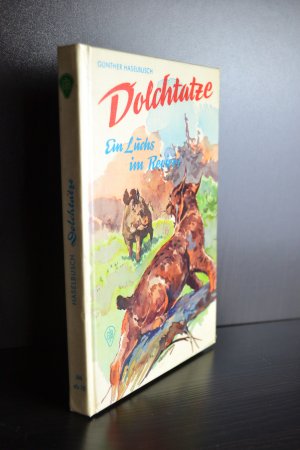 GÜNTHER HASELBUSCH
Dolchtatze
Ein Luchs
im Revier
HASELBUSCH Dolchtatze